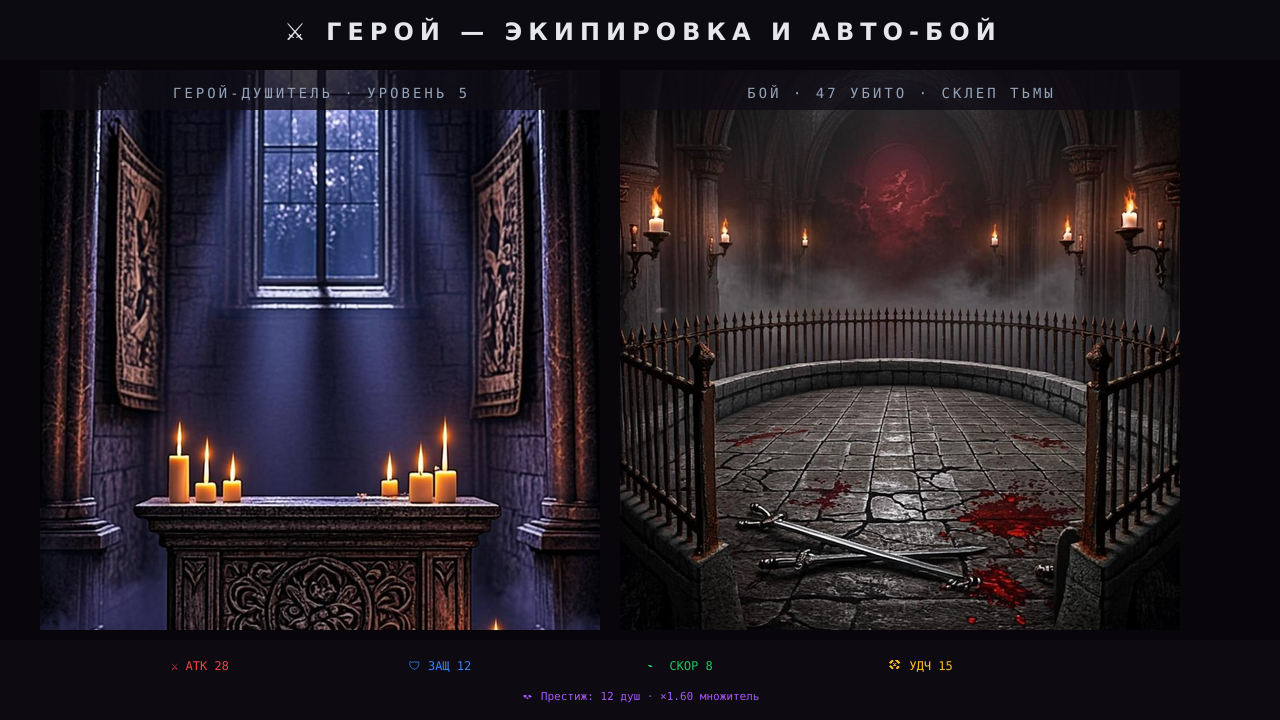 ⚔ ГЕРОЙ — ЭКИПИРОВКА И АВТО-БОЙ
ГЕРОЙ-ДУШИТЕЛЬ · УРОВЕНЬ 5
БОЙ · 47 УБИТО · СКЛЕП ТЬМЫ
⚔ АТК 28
🛡 ЗАЩ 12
СКОР 8
УДЧ 15
Престиж: 12 душ · ×1.60 множитель